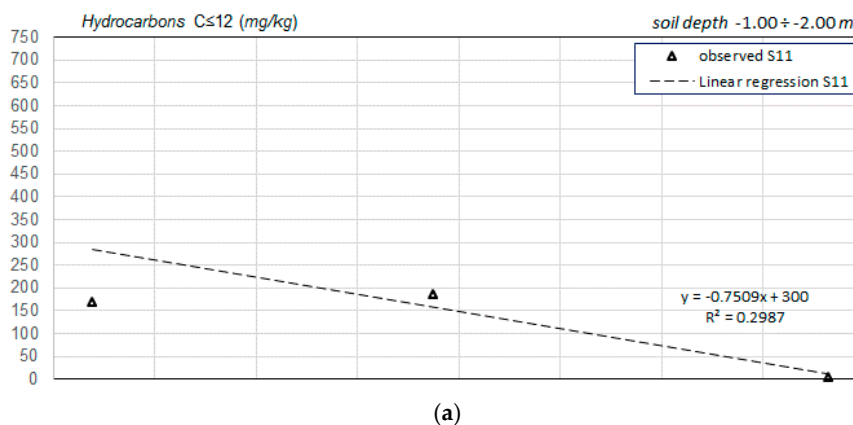 Hydrocarbons C≤12 (mg/kg)
soil depth -1.00 ÷ -2.00 m
750
700
650
600
550
500
450
400
350
300
250
200
150
100
50
0
observed S11
Linear regression S11
y = -0.7509x + 300
R² = 0.2987
(a)